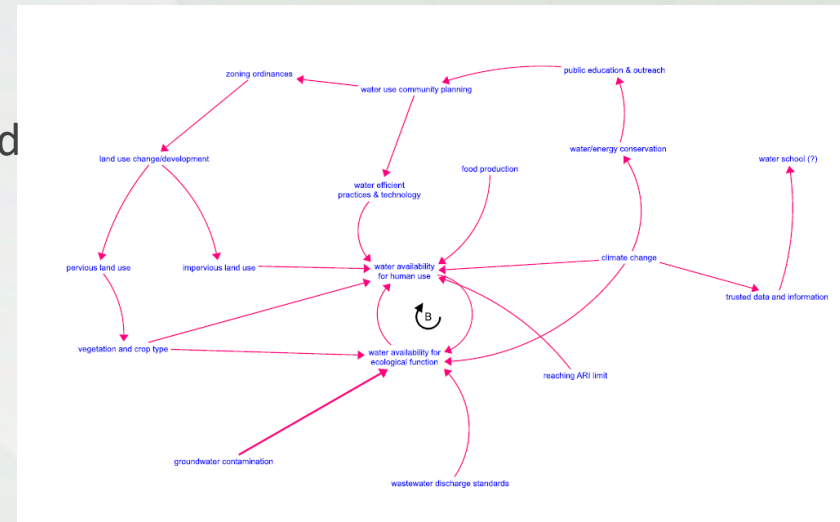 public education & outreach
zoning ordinances
water use community planning
d
water/energy conservation
land use change/development
water school (?)
food production
water efficient
practices & technology
climate change
pervious land use
impervious land use
water availability
for human use
trusted data and information
B
vegetation and crop type
water availability for
ecological function
reaching ARI limit
groundwater contamination
wastewater discharge standards